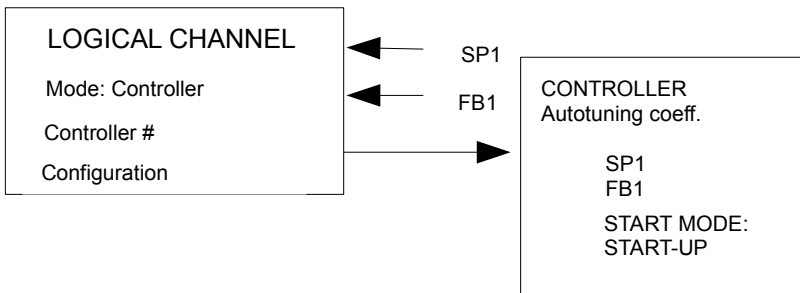 LOGICAL CHANNEL
Mode: Controller
Controller #
Configuration
SP1
FB1
CONTROLLER
Autotuning coeff.
SP1
FB1
START MODE:
START-UP